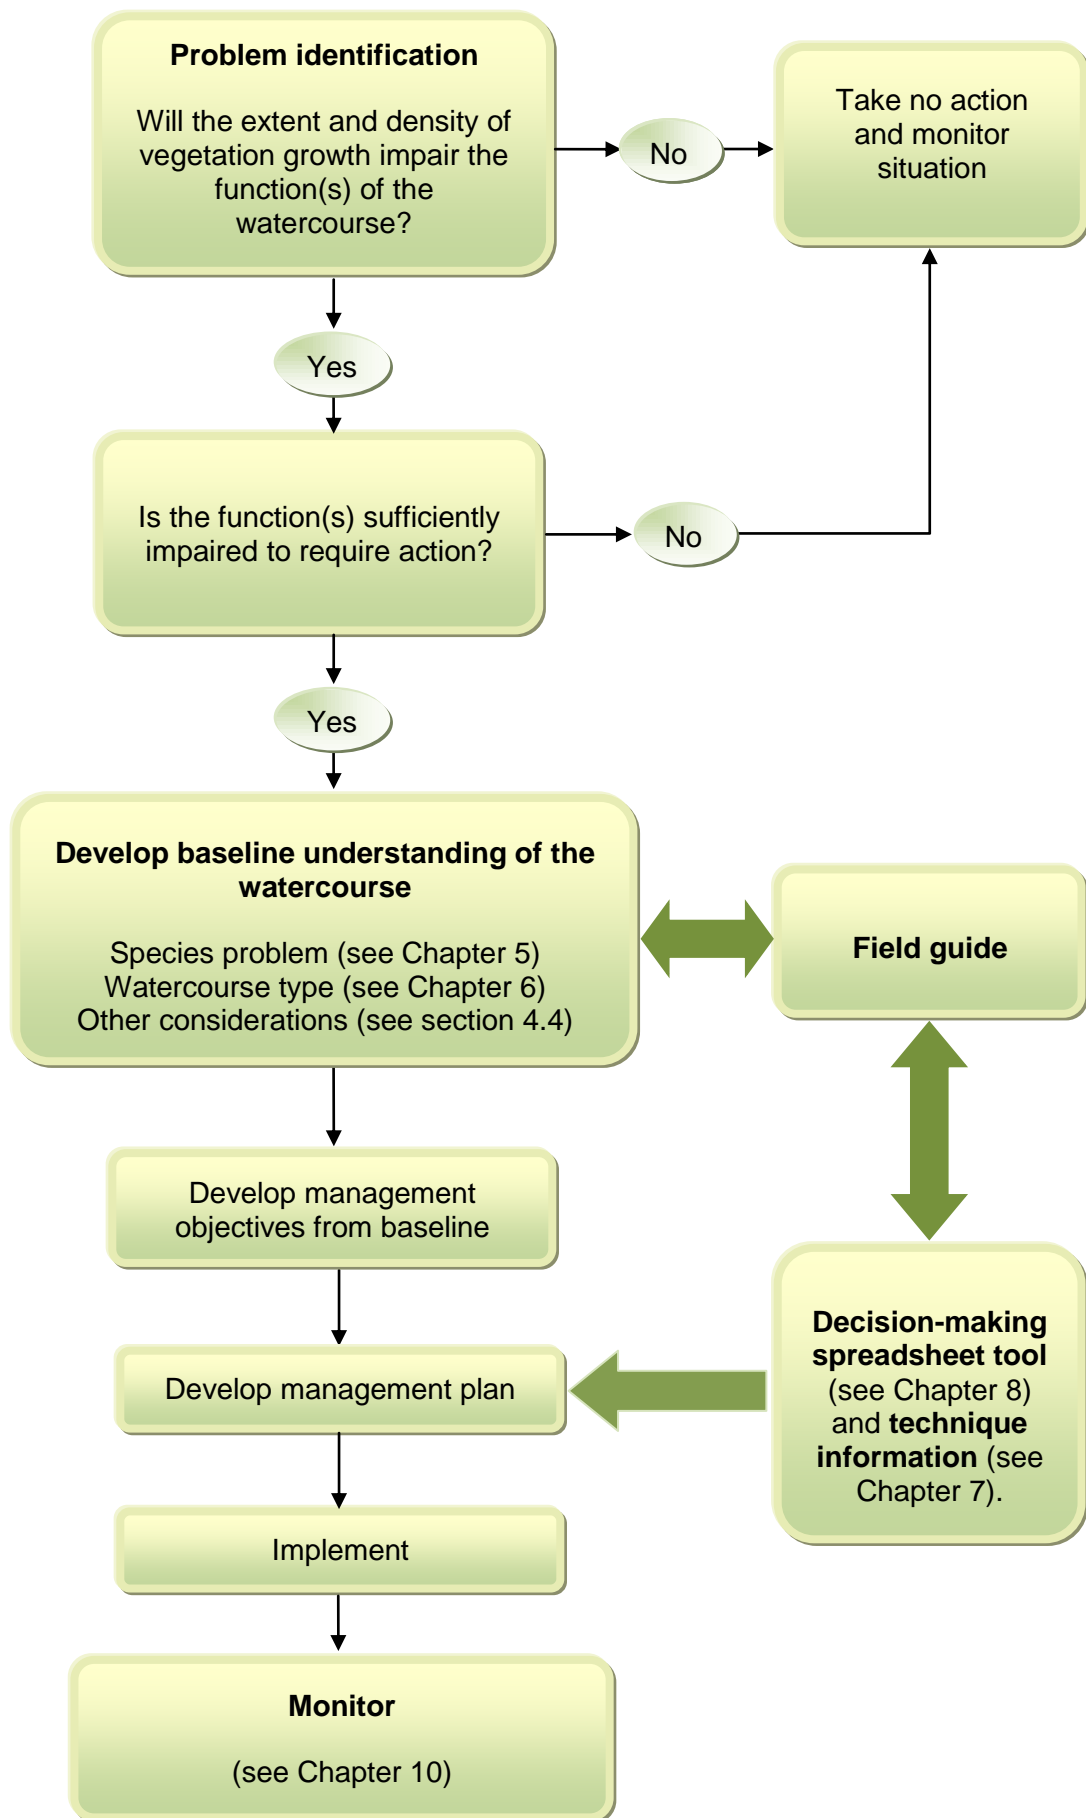 Problem identification
Will the extent and density of
vegetation growth impair the
function(s) of the
watercourse?
No
Take no action
and monitor
situation
Yes
Is the function(s) sufficiently
impaired to require action?
No
Yes
Develop baseline understanding of the
watercourse
Species problem (see Chapter 5)
Watercourse type (see Chapter 6)
Other considerations (see section 4.4)
Field guide
Develop management
objectives from baseline
Develop management plan
Decision-making
spreadsheet tool
(see Chapter 8)
and technique
information (see
Chapter 7).
Implement
Monitor
(see Chapter 10)